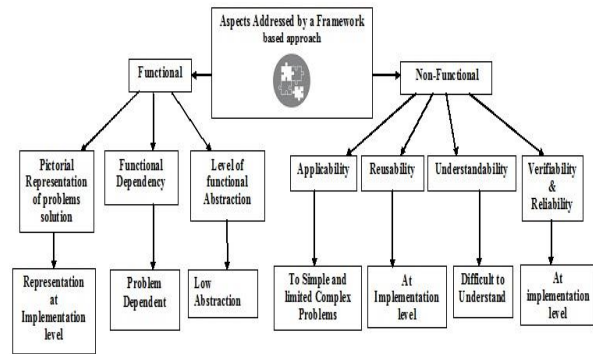 Aspects Addressed by a Framework
based approach
Functional
Non-Functional
Pictorial
Representation
of problems
solution
Functional
Dependency
Level of
functional
Abstraction
Applicability
Reusability
Understandability
Verifiability
&
Reliability
Representation
at
Implementation
level
Problem
Dependent
Low
Abstraction
To Simple and
limited Complex
Problems
At
Implementation
level
Difficult to
Understand
At
implementation
level